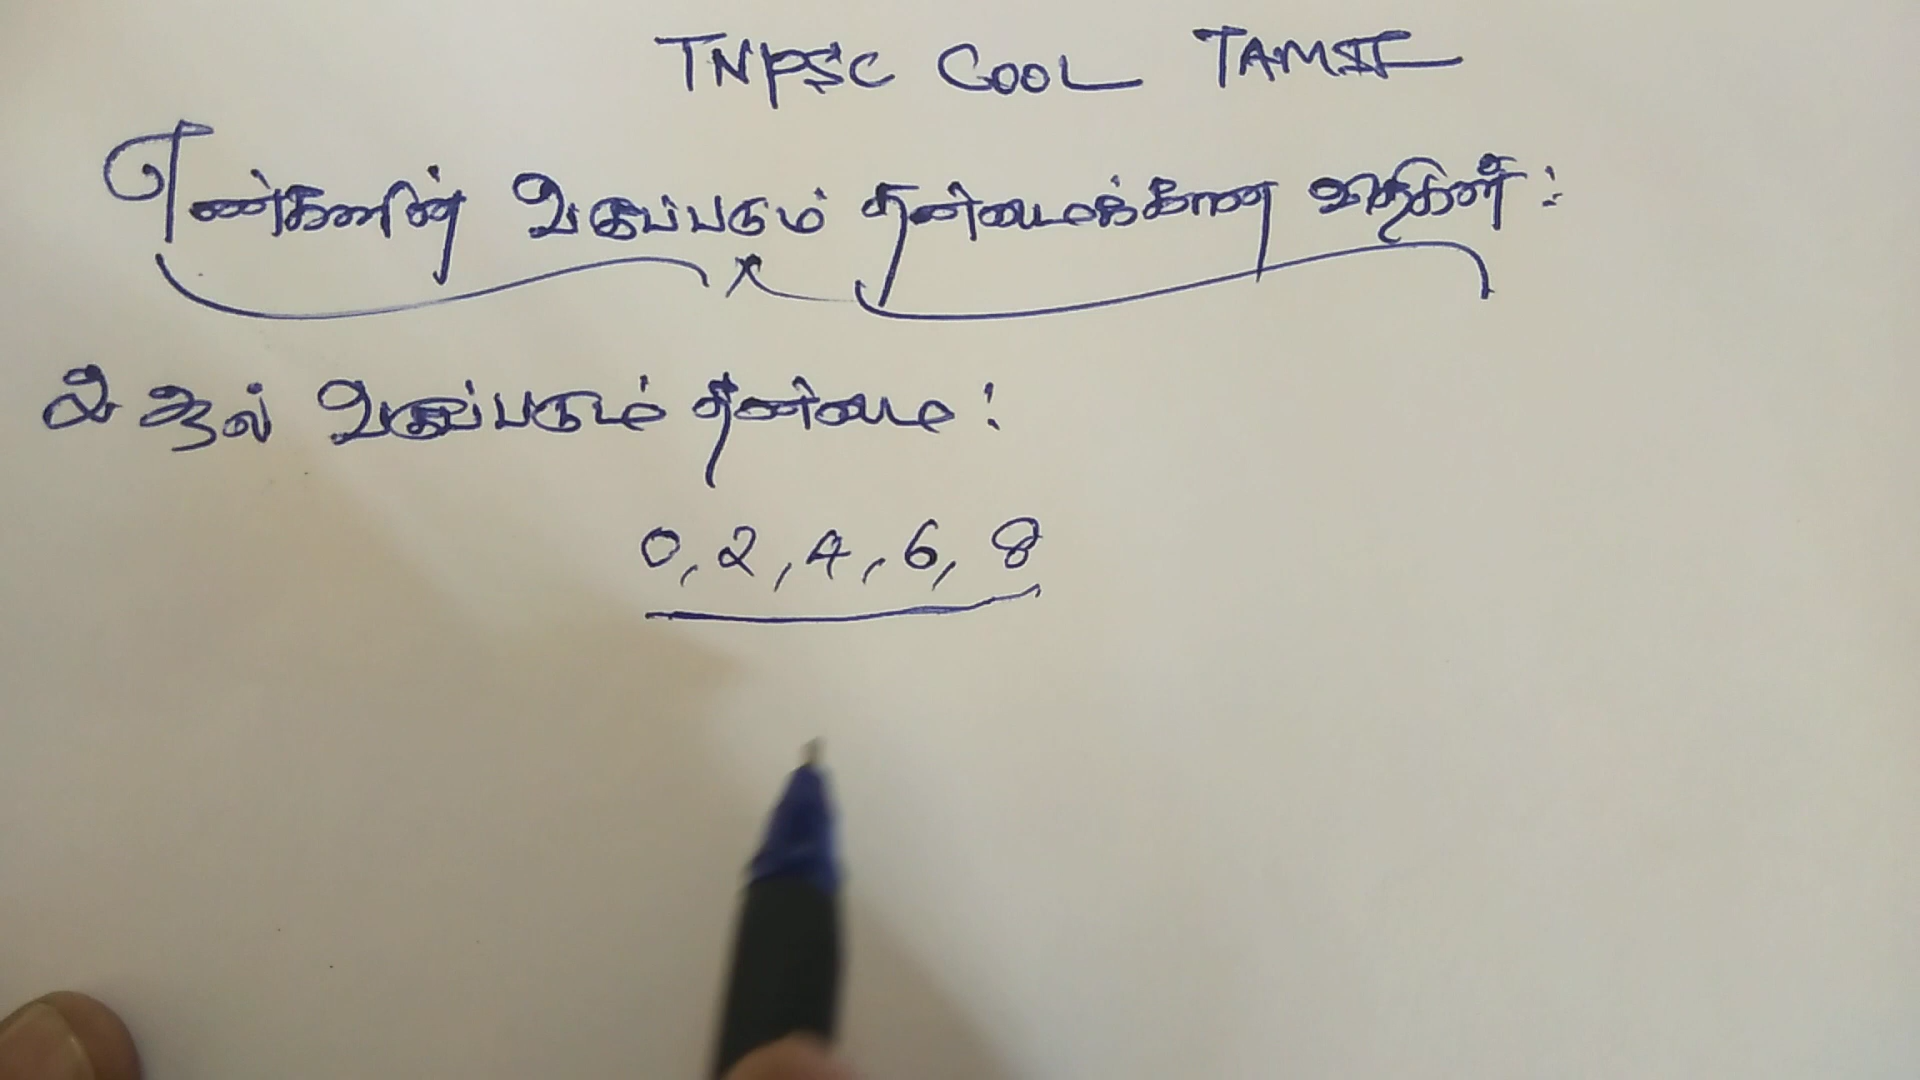 TNPSC COOL TAMIL
எண்களின் வகுப்படும் தன்மைக்கான விதிகள் :
2 ஆல் வகுப்படும் தன்மை :
0, 2, 4, 6, 8